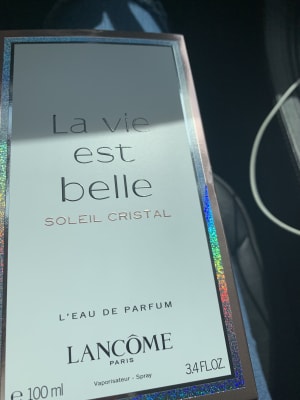 La vie
est
belle
SOLEIL CRISTAL
L'EAU DE PARFUM
LANCÔME
PARIS
Vaporisateur - Spray
e 100 ml 3.4 FL.OZ.